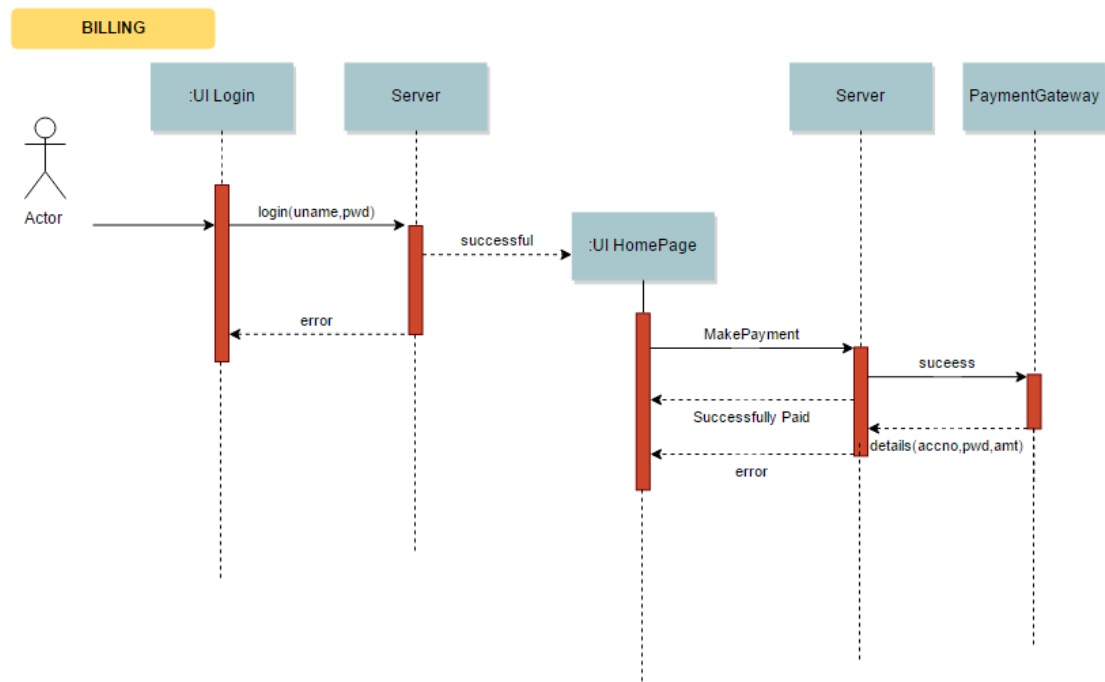 BILLING
:UI Login
Server
Server
PaymentGateway
Actor
login(uname,pwd)
successful
:UI HomePage
error
MakePayment
suceess
Successfully Paid
details(accno,pwd,amt)
error